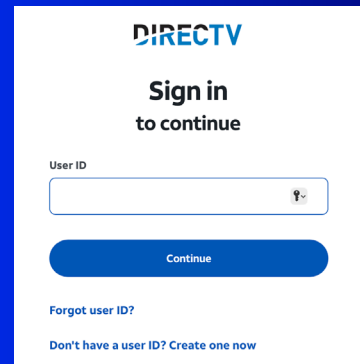 DIRECTV
Sign in
to continue
User ID
Continue
Forgot user ID?
Don't have a user ID? Create one now